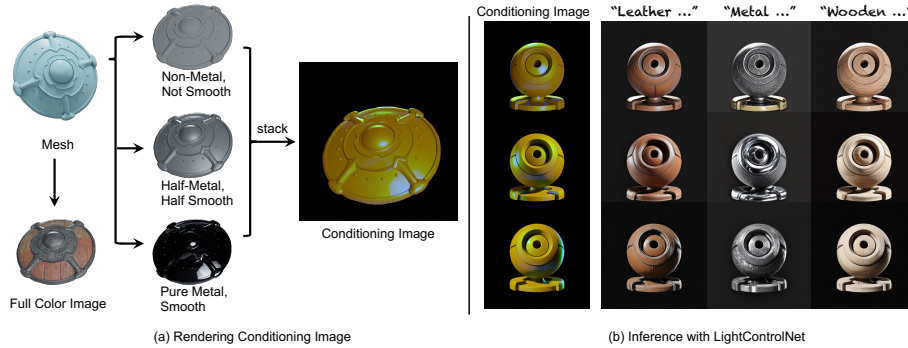 Mesh
Full Color Image
Non-Metal,
Not Smooth
Half-Metal,
Half Smooth
Pure Metal,
Smooth
stack
Conditioning Image
(a) Rendering Conditioning Image
Conditioning Image
“Leather ...”
“Metal ...”
“Wooden ...”
(b) Inference with LightControlNet